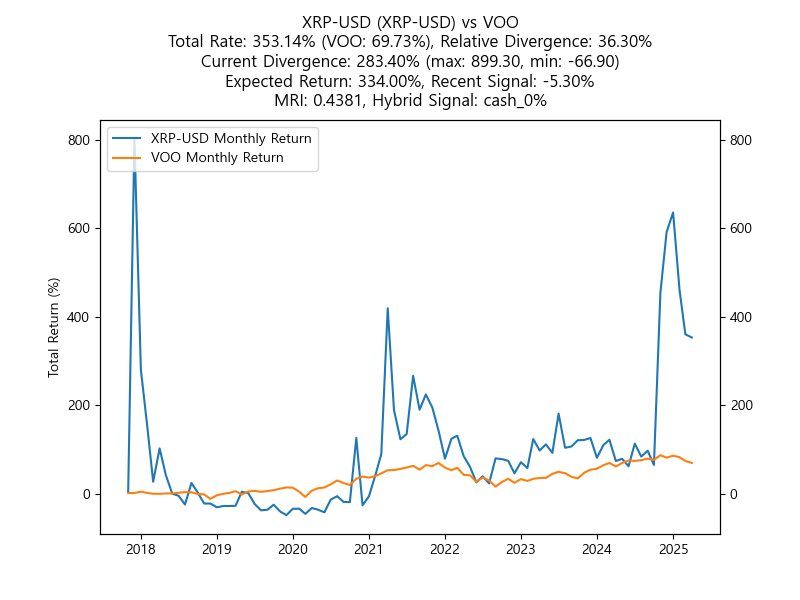 XRP-USD (XRP-USD) vs VOO
Total Rate: 353.14% (VOO: 69.73%), Relative Divergence: 36.30%
Current Divergence: 283.40% (max: 899.30, min: -66.90)
Expected Return: 334.00%, Recent Signal: -5.30%
MRI: 0.4381, Hybrid Signal: cash_0%
XRP-USD Monthly Return
VOO Monthly Return
Total Return (%)
800
600
400
200
0
800
600
400
200
0
2018
2019
2020
2021
2022
2023
2024
2025